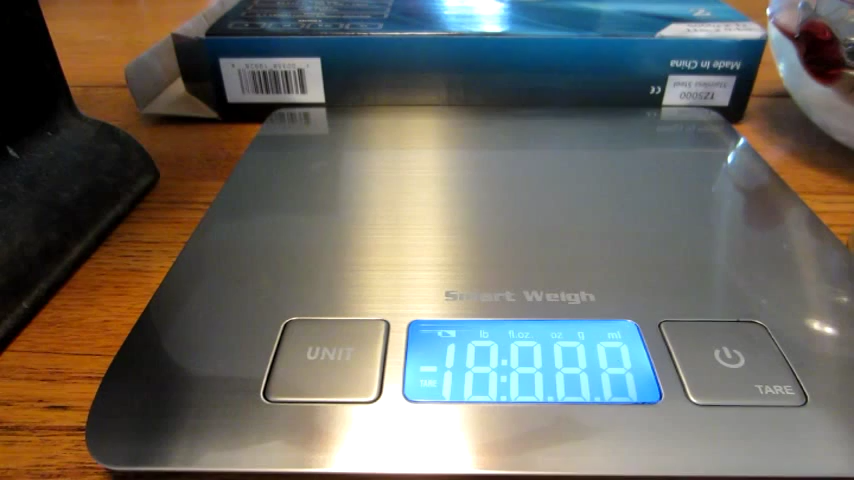 Made in China
Stainless Steel
TZ5000
Smart Weigh
UNIT
lb fl.oz oz g ml
TARE
18:8.8.8
TARE